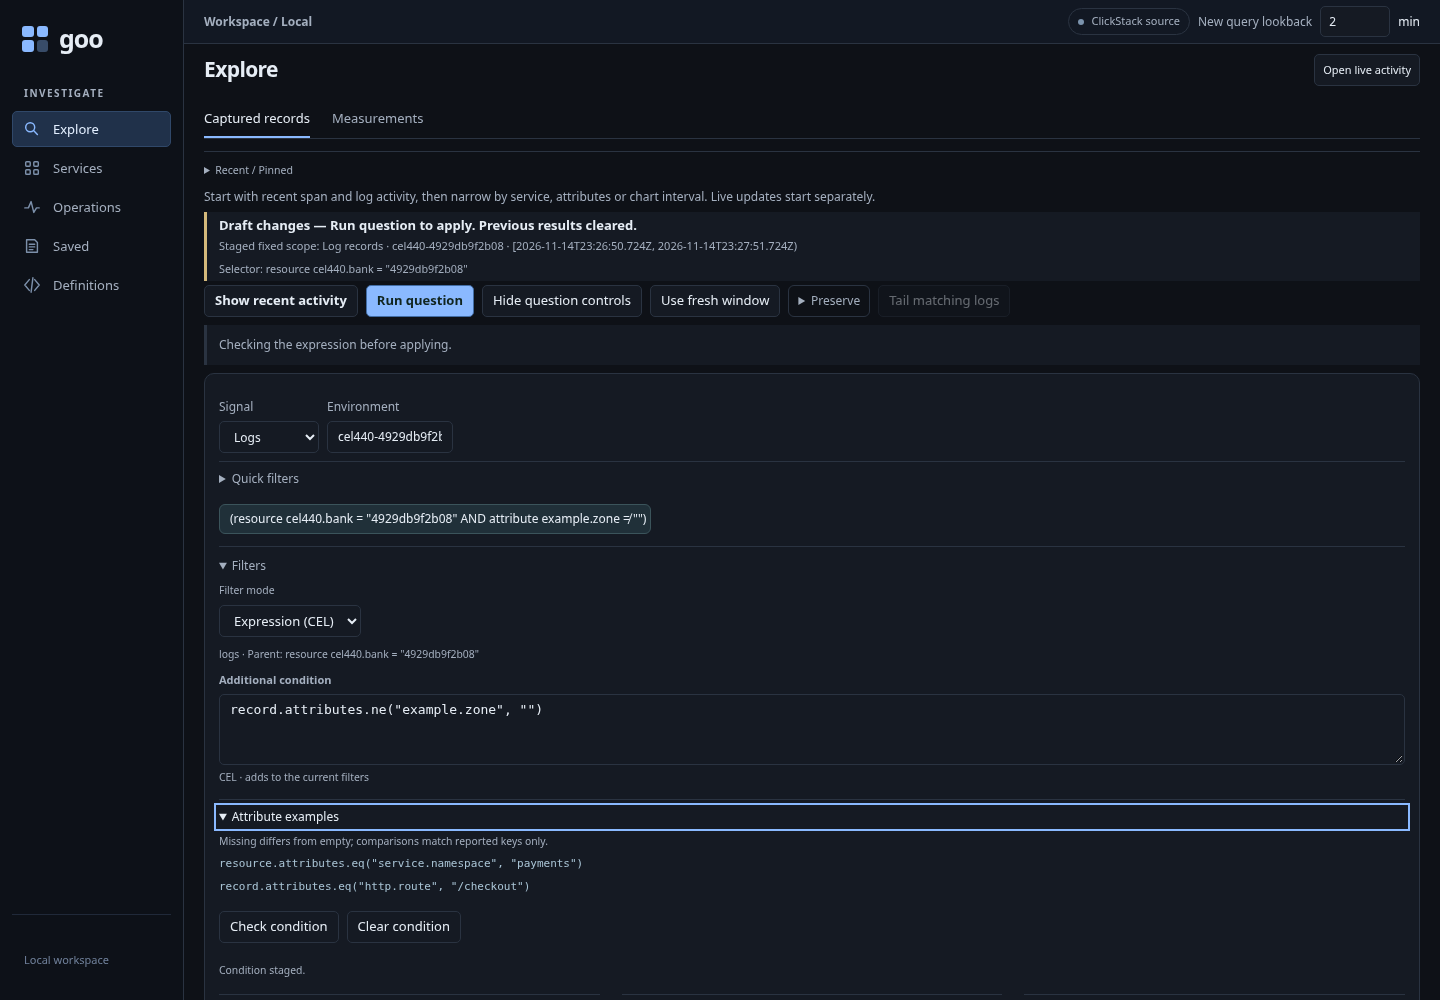 goo
Workspace / Local
ClickStack source
New query lookback
2
min
INVESTIGATE
Explore
Services
Operations
Saved
Definitions
Local workspace
Explore
Open live activity
Captured records
Measurements
Recent / Pinned
Start with recent span and log activity, then narrow by service, attributes or chart interval. Live updates start separately.
Draft changes — Run question to apply. Previous results cleared.
Staged fixed scope: Log records · cel440-4929db9f2b08 · [2026-11-14T23:26:50.724Z, 2026-11-14T23:27:51.724Z)
Selector: resource cel440.bank = "4929db9f2b08"
Show recent activity
Run question
Hide question controls
Use fresh window
Preserve
Tail matching logs
Checking the expression before applying.
Signal
Environment
Logs
cel440-4929db9f2b
Quick filters
(resource cel440.bank = "4929db9f2b08" AND attribute example.zone ≠ "")
Filters
Filter mode
Expression (CEL)
logs · Parent: resource cel440.bank = "4929db9f2b08"
Additional condition
record.attributes.ne("example.zone", "")
CEL · adds to the current filters
Attribute examples
Missing differs from empty; comparisons match reported keys only.
resource.attributes.eq("service.namespace", "payments")
record.attributes.eq("http.route", "/checkout")
Check condition
Clear condition
Condition staged.